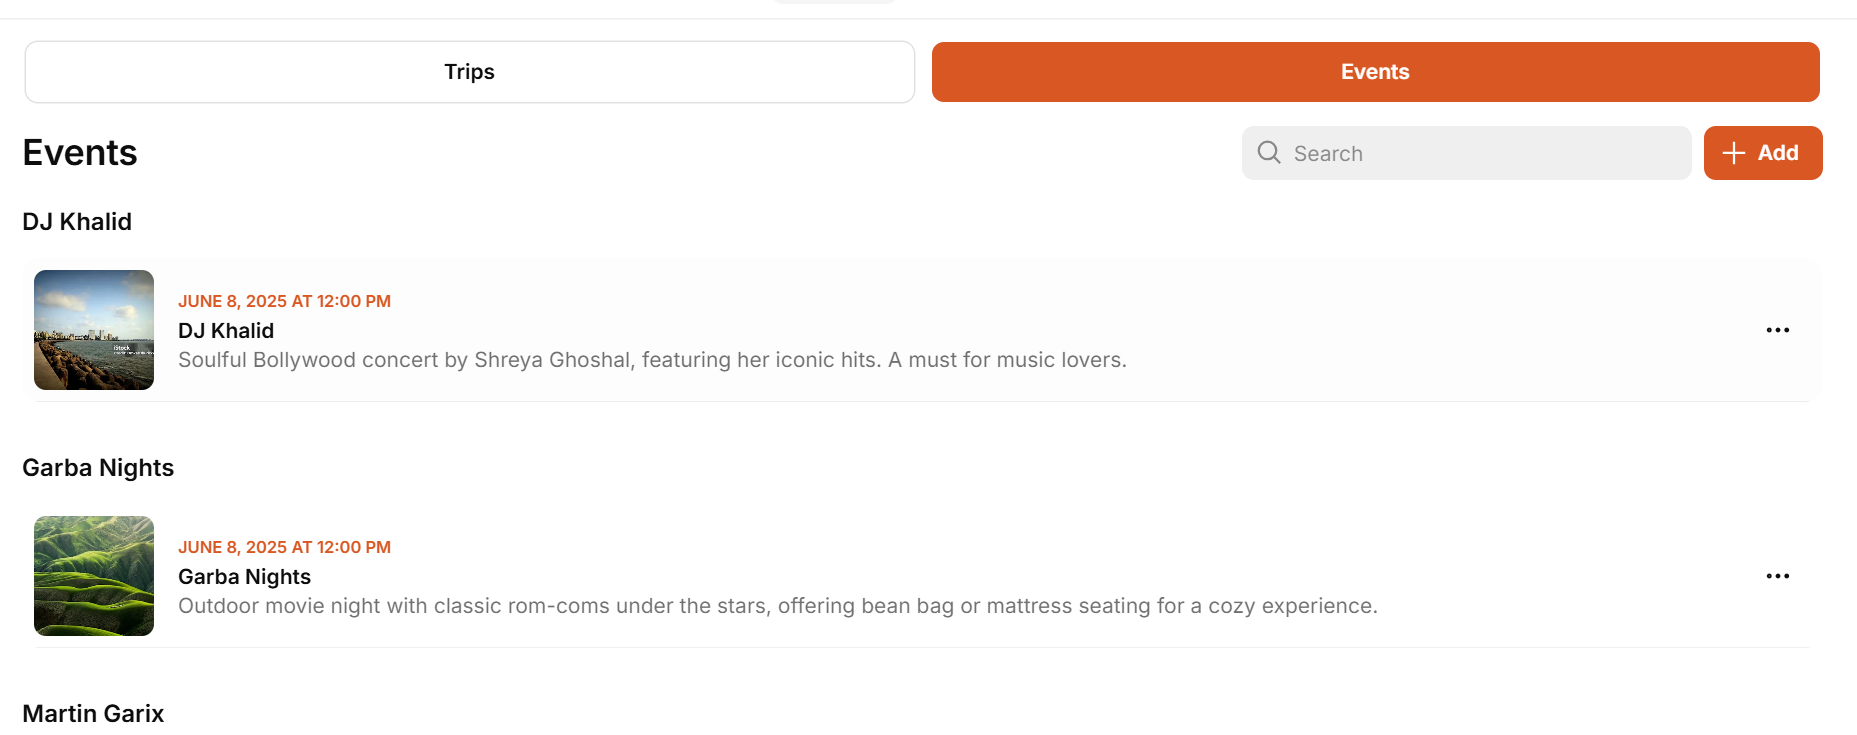 Trips
Events
Events
Search
Add
DJ Khalid
JUNE 8, 2025 AT 12:00 PM
DJ Khalid
Soulful Bollywood concert by Shreya Ghoshal, featuring her iconic hits. A must for music lovers.
iStock
Garba Nights
JUNE 8, 2025 AT 12:00 PM
Garba Nights
Outdoor movie night with classic rom-coms under the stars, offering bean bag or mattress seating for a cozy experience.
Martin Garix